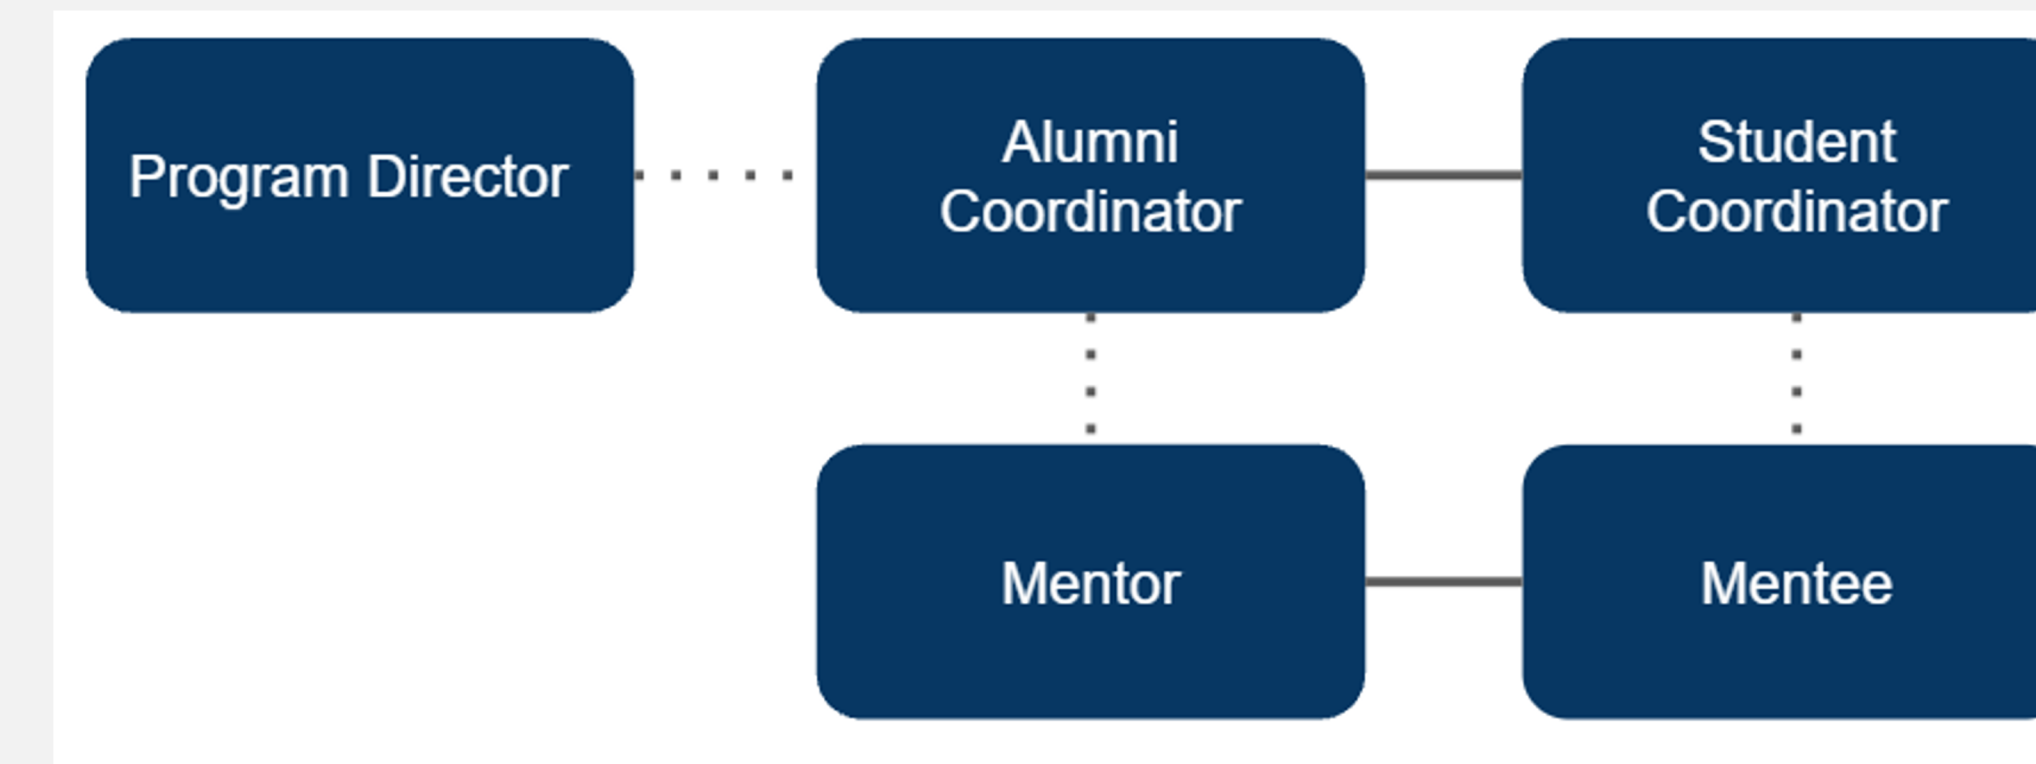 Program Director
Alumni
Coordinator
Student
Coordinator
Mentor
Mentee